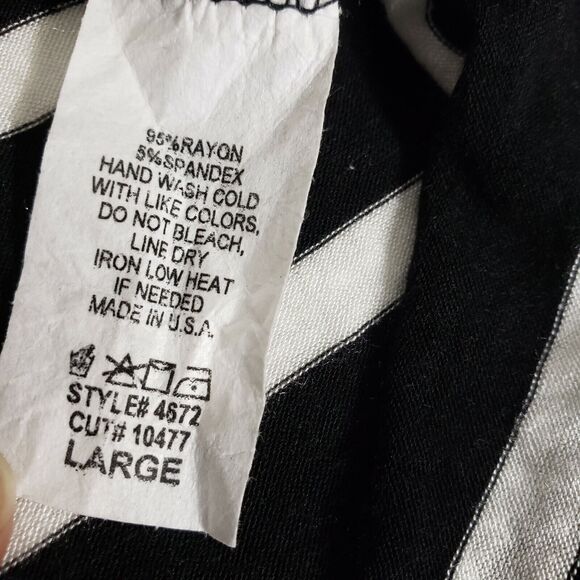 95%RAYON
5%SPANDEX
HAND WASH COLD
WITH LIKE COLORS,
DO NOT BLEACH,
LINE DRY
IRON LOW HEAT
IF NEEDED
MADE IN U.S.A.
STYLE# 4672
CUT# 10477
LARGE